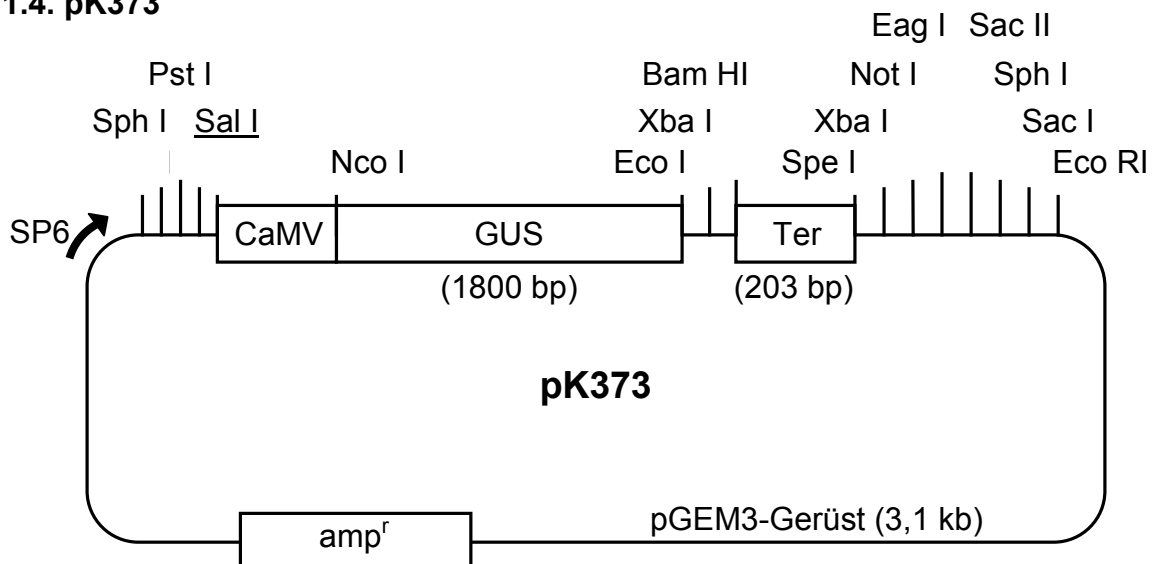 1.4. pK373
Eag I Sac II
Pst I Bam HI Not I Sph I
Sph I Sal I Xba I Xba I Sac I
Nco I Eco I Spe I Eco RI
SP6 CaMV GUS Ter
(1800 bp) (203 bp)
pK373
pGEM3-Gerüst (3,1 kb)
ampr